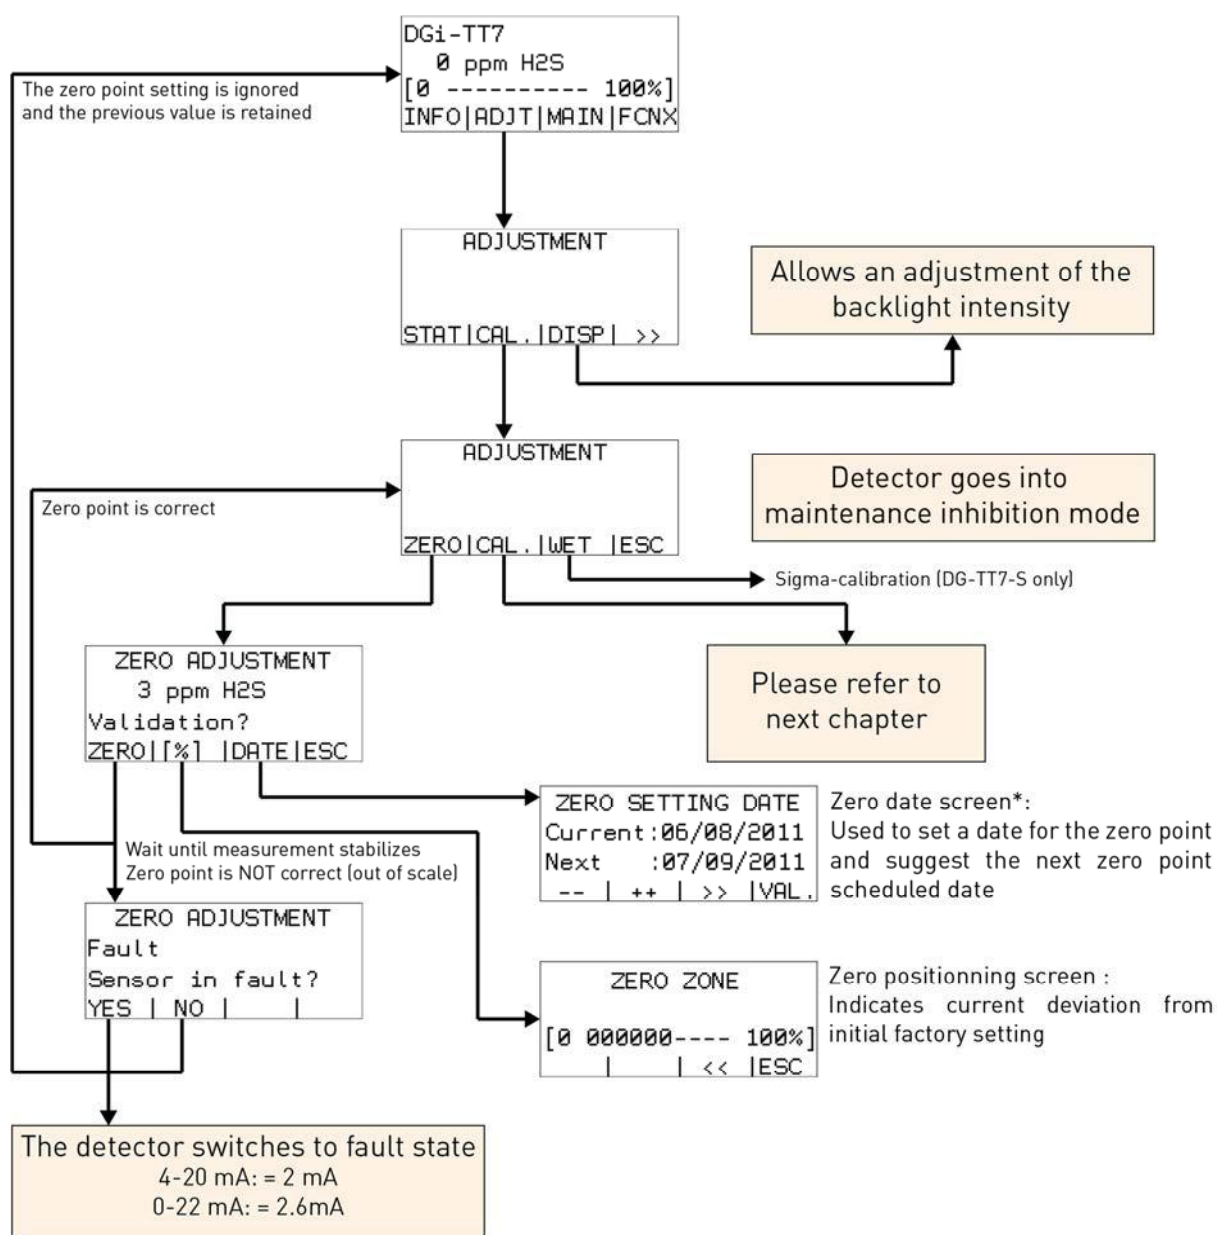 DGi-TT7
0 ppm H2S
[0 ---------- 100%]
INFO|ADJT|MAIN|FCNX
The zero point setting is ignored
and the previous value is retained
ADJUSTMENT
STAT|CAL.|DISP| >>
Allows an adjustment of the
backlight intensity
ADJUSTMENT
ZERO|CAL.|WET |ESC
Zero point is correct
Detector goes into
maintenance inhibition mode
Sigma-calibration (DG-TT7-S only)
ZERO ADJUSTMENT
3 ppm H2S
Validation?
ZERO|[%] |DATE|ESC
Please refer to
next chapter
ZERO SETTING DATE
Current:06/08/2011
Next :07/09/2011
-- | ++ | >> |VAL.
Zero date screen*:
Used to set a date for the zero point
and suggest the next zero point
scheduled date
Wait until measurement stabilizes
Zero point is NOT correct (out of scale)
ZERO ADJUSTMENT
Fault
Sensor in fault?
YES | NO | |
ZERO ZONE
[0 000000---- 100%]
| | << |ESC
Zero positionning screen :
Indicates current deviation from
initial factory setting
The detector switches to fault state
4-20 mA: = 2 mA
0-22 mA: = 2.6mA